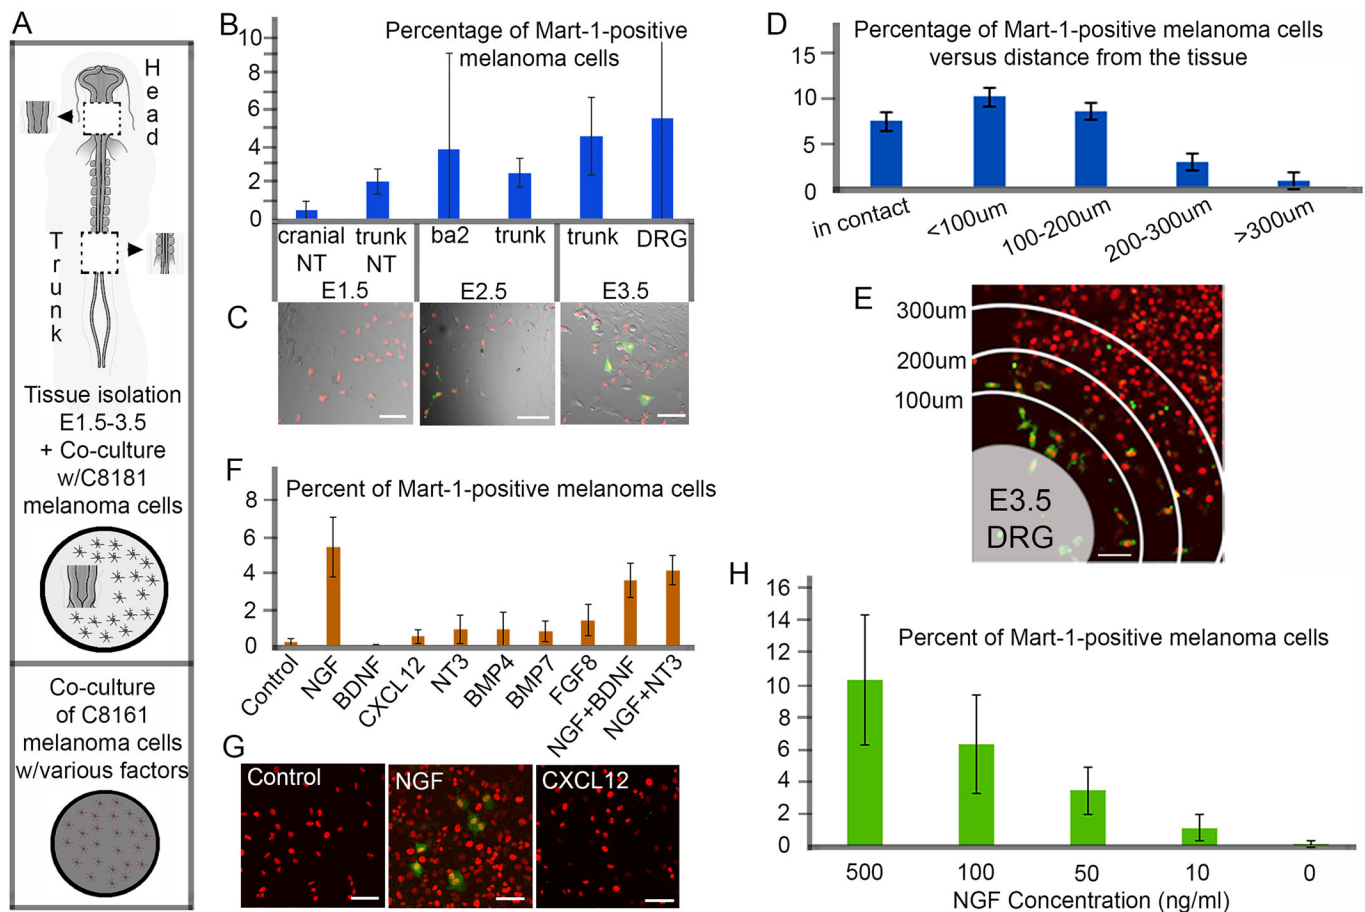 A
H
e
a
d
T
r
u
n
k
Tissue isolation
E1.5-3.5
+ Co-culture
w/C8181
melanoma cells
Co-culture
of C8161
melanoma cells
w/various factors
B
Percentage of Mart-1-positive
melanoma cells
10
8
6
4
2
0
cranial NT
trunk NT
ba2
trunk
trunk
DRG
E1.5
E2.5
E3.5
C
D
Percentage of Mart-1-positive melanoma cells
versus distance from the tissue
15
10
5
0
in contact
<100um
100-200um
200-300um
>300um
E
300um
200um
100um
E3.5
DRG
F
Percent of Mart-1-positive melanoma cells
8
6
4
2
0
Control
NGF
BDNF
CXCL12
NT3
BMP4
BMP7
FGF8
NGF+BDNF
NGF+NT3
G
Control
NGF
CXCL12
H
Percent of Mart-1-positive melanoma cells
16
14
12
10
8
6
4
2
0
500
100
50
10
0
NGF Concentration (ng/ml)